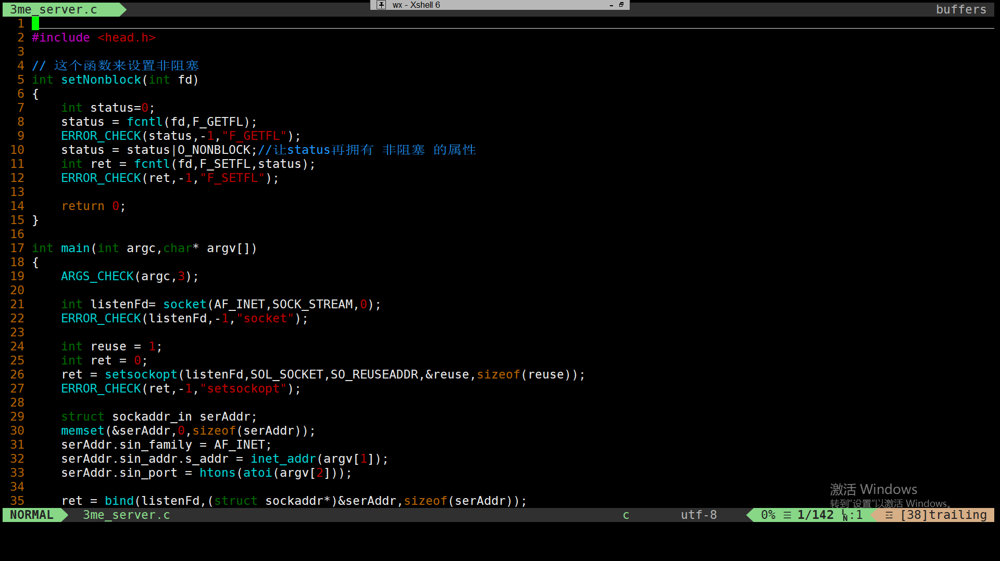 3me_server.c
wx - Xshell 6
buffers
1
2 #include <head.h>
3
4 // 这个函数来设置非阻塞
5 int setNonblock(int fd)
6 {
7     int status=0;
8     status = fcntl(fd,F_GETFL);
9     ERROR_CHECK(status,-1,"F_GETFL");
10     status = status|O_NONBLOCK;//让status再拥有 非阻塞 的属性
11     int ret = fcntl(fd,F_SETFL,status);
12     ERROR_CHECK(ret,-1,"F_SETFL");
13
14     return 0;
15 }
16
17 int main(int argc,char* argv[])
18 {
19     ARGS_CHECK(argc,3);
20
21     int listenFd= socket(AF_INET,SOCK_STREAM,0);
22     ERROR_CHECK(listenFd,-1,"socket");
23
24     int reuse = 1;
25     int ret = 0;
26     ret = setsockopt(listenFd,SOL_SOCKET,SO_REUSEADDR,&reuse,sizeof(reuse));
27     ERROR_CHECK(ret,-1,"setsockopt");
28
29     struct sockaddr_in serAddr;
30     memset(&serAddr,0,sizeof(serAddr));
31     serAddr.sin_family = AF_INET;
32     serAddr.sin_addr.s_addr = inet_addr(argv[1]);
33     serAddr.sin_port = htons(atoi(argv[2]));
34
35     ret = bind(listenFd,(struct sockaddr*)&serAddr,sizeof(serAddr));
激活 Windows
转到“设置”以激活 Windows。
NORMAL 3me_server.c c utf-8 0% ☰ 1/142 ㏑:1 ☲ [38]trailing